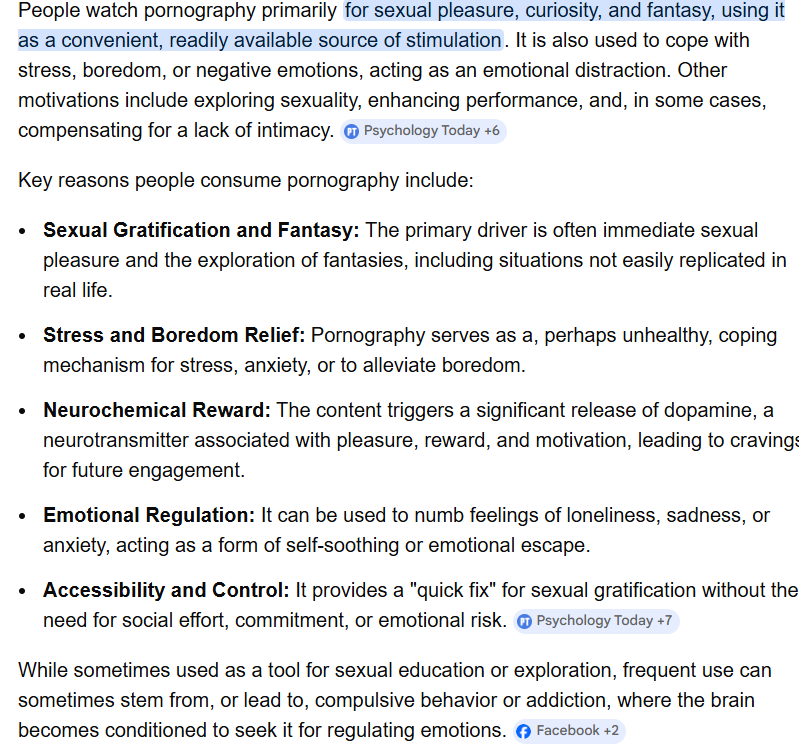 People watch pornography primarily for sexual pleasure, curiosity, and fantasy, using it
as a convenient, readily available source of stimulation. It is also used to cope with
stress, boredom, or negative emotions, acting as an emotional distraction. Other
motivations include exploring sexuality, enhancing performance, and, in some cases,
compensating for a lack of intimacy. Psychology Today +6
Key reasons people consume pornography include:
• Sexual Gratification and Fantasy: The primary driver is often immediate sexual
pleasure and the exploration of fantasies, including situations not easily replicated in
real life.
• Stress and Boredom Relief: Pornography serves as a, perhaps unhealthy, coping
mechanism for stress, anxiety, or to alleviate boredom.
• Neurochemical Reward: The content triggers a significant release of dopamine, a
neurotransmitter associated with pleasure, reward, and motivation, leading to cravings
for future engagement.
• Emotional Regulation: It can be used to numb feelings of loneliness, sadness, or
anxiety, acting as a form of self-soothing or emotional escape.
• Accessibility and Control: It provides a "quick fix" for sexual gratification without the
need for social effort, commitment, or emotional risk. Psychology Today +7
While sometimes used as a tool for sexual education or exploration, frequent use can
sometimes stem from, or lead to, compulsive behavior or addiction, where the brain
becomes conditioned to seek it for regulating emotions. Facebook +2